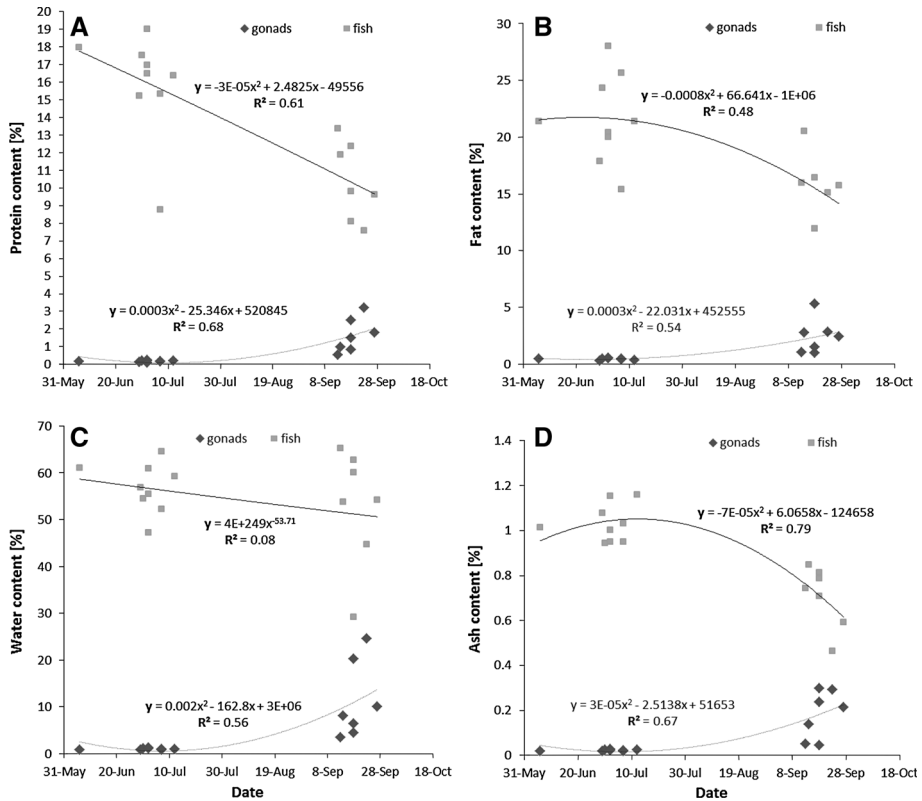 A
gonads
fish
Protein content [%]
20
19
18
17
16
15
14
13
12
11
10
9
8
7
6
5
4
3
2
1
0
y = -3E-05x² + 2.4825x - 49556
R² = 0.61
y = 0.0003x² - 25.346x + 520845
R² = 0.68
31-May 20-Jun 10-Jul 30-Jul 19-Aug 8-Sep 28-Sep 18-Oct
B
gonads
fish
Fat content [%]
30
25
20
15
10
5
0
y = -0.0008x² + 66.641x - 1E+06
R² = 0.48
y = 0.0003x² - 22.031x + 452555
R² = 0.54
31-May 20-Jun 10-Jul 30-Jul 19-Aug 8-Sep 28-Sep 18-Oct
C
gonads
fish
Water content [%]
70
60
50
40
30
20
10
0
y = 4E+249x⁻⁵³·⁷¹
R² = 0.08
y = 0.002x² - 162.8x + 3E+06
R² = 0.56
31-May 20-Jun 10-Jul 30-Jul 19-Aug 8-Sep 28-Sep 18-Oct
Date
D
gonads
fish
Ash content [%]
1.4
1.2
1
0.8
0.6
0.4
0.2
0
y = -7E-05x² + 6.0658x - 124658
R² = 0.79
y = 3E-05x² - 2.5138x + 51653
R² = 0.67
31-May 20-Jun 10-Jul 30-Jul 19-Aug 8-Sep 28-Sep 18-Oct
Date